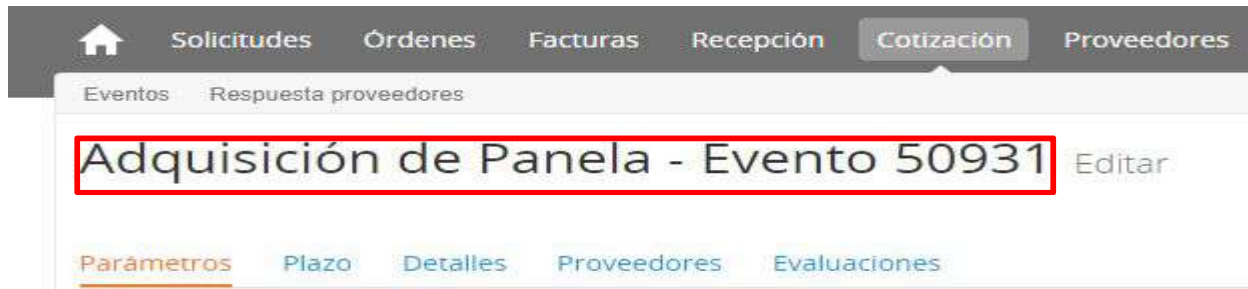 Solicitudes Órdenes Facturas Recepción Cotización Proveedores
Eventos Respuesta proveedores
Adquisición de Panela - Evento 50931 Editar
Parámetros Plazo Detalles Proveedores Evaluaciones